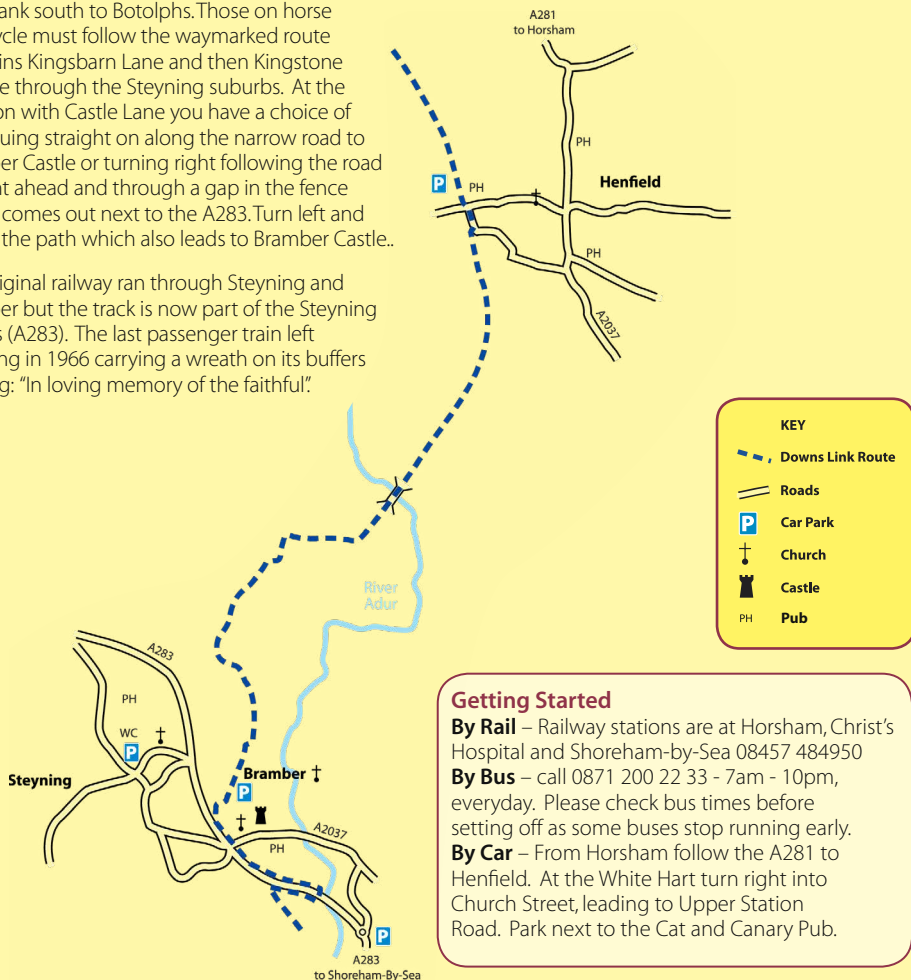 ank south to Botolphs. Those on horse
ycle must follow the waymarked route
ins Kingsbarn Lane and then Kingstone
e through the Steyning suburbs. At the
on with Castle Lane you have a choice of
uing straight on along the narrow road to
er Castle or turning right following the road
t ahead and through a gap in the fence
comes out next to the A283. Turn left and
the path which also leads to Bramber Castle..
iginal railway ran through Steyning and
er but the track is now part of the Steyning
s (A283). The last passenger train left
ng in 1966 carrying a wreath on its buffers
g: “In loving memory of the faithful”.
A281
to Horsham
PH
P
PH
Henfield
PH
A2037
River
Adur
KEY
Downs Link Route
Roads
P Car Park
Church
Castle
PH Pub
A283
PH
WC
P
Steyning
Bramber
P
A2037
PH
P
A283
to Shoreham-By-Sea
Getting Started
By Rail – Railway stations are at Horsham, Christ’s
Hospital and Shoreham-by-Sea 08457 484950
By Bus – call 0871 200 22 33 - 7am - 10pm,
everyday. Please check bus times before
setting off as some buses stop running early.
By Car – From Horsham follow the A281 to
Henfield. At the White Hart turn right into
Church Street, leading to Upper Station
Road. Park next to the Cat and Canary Pub.